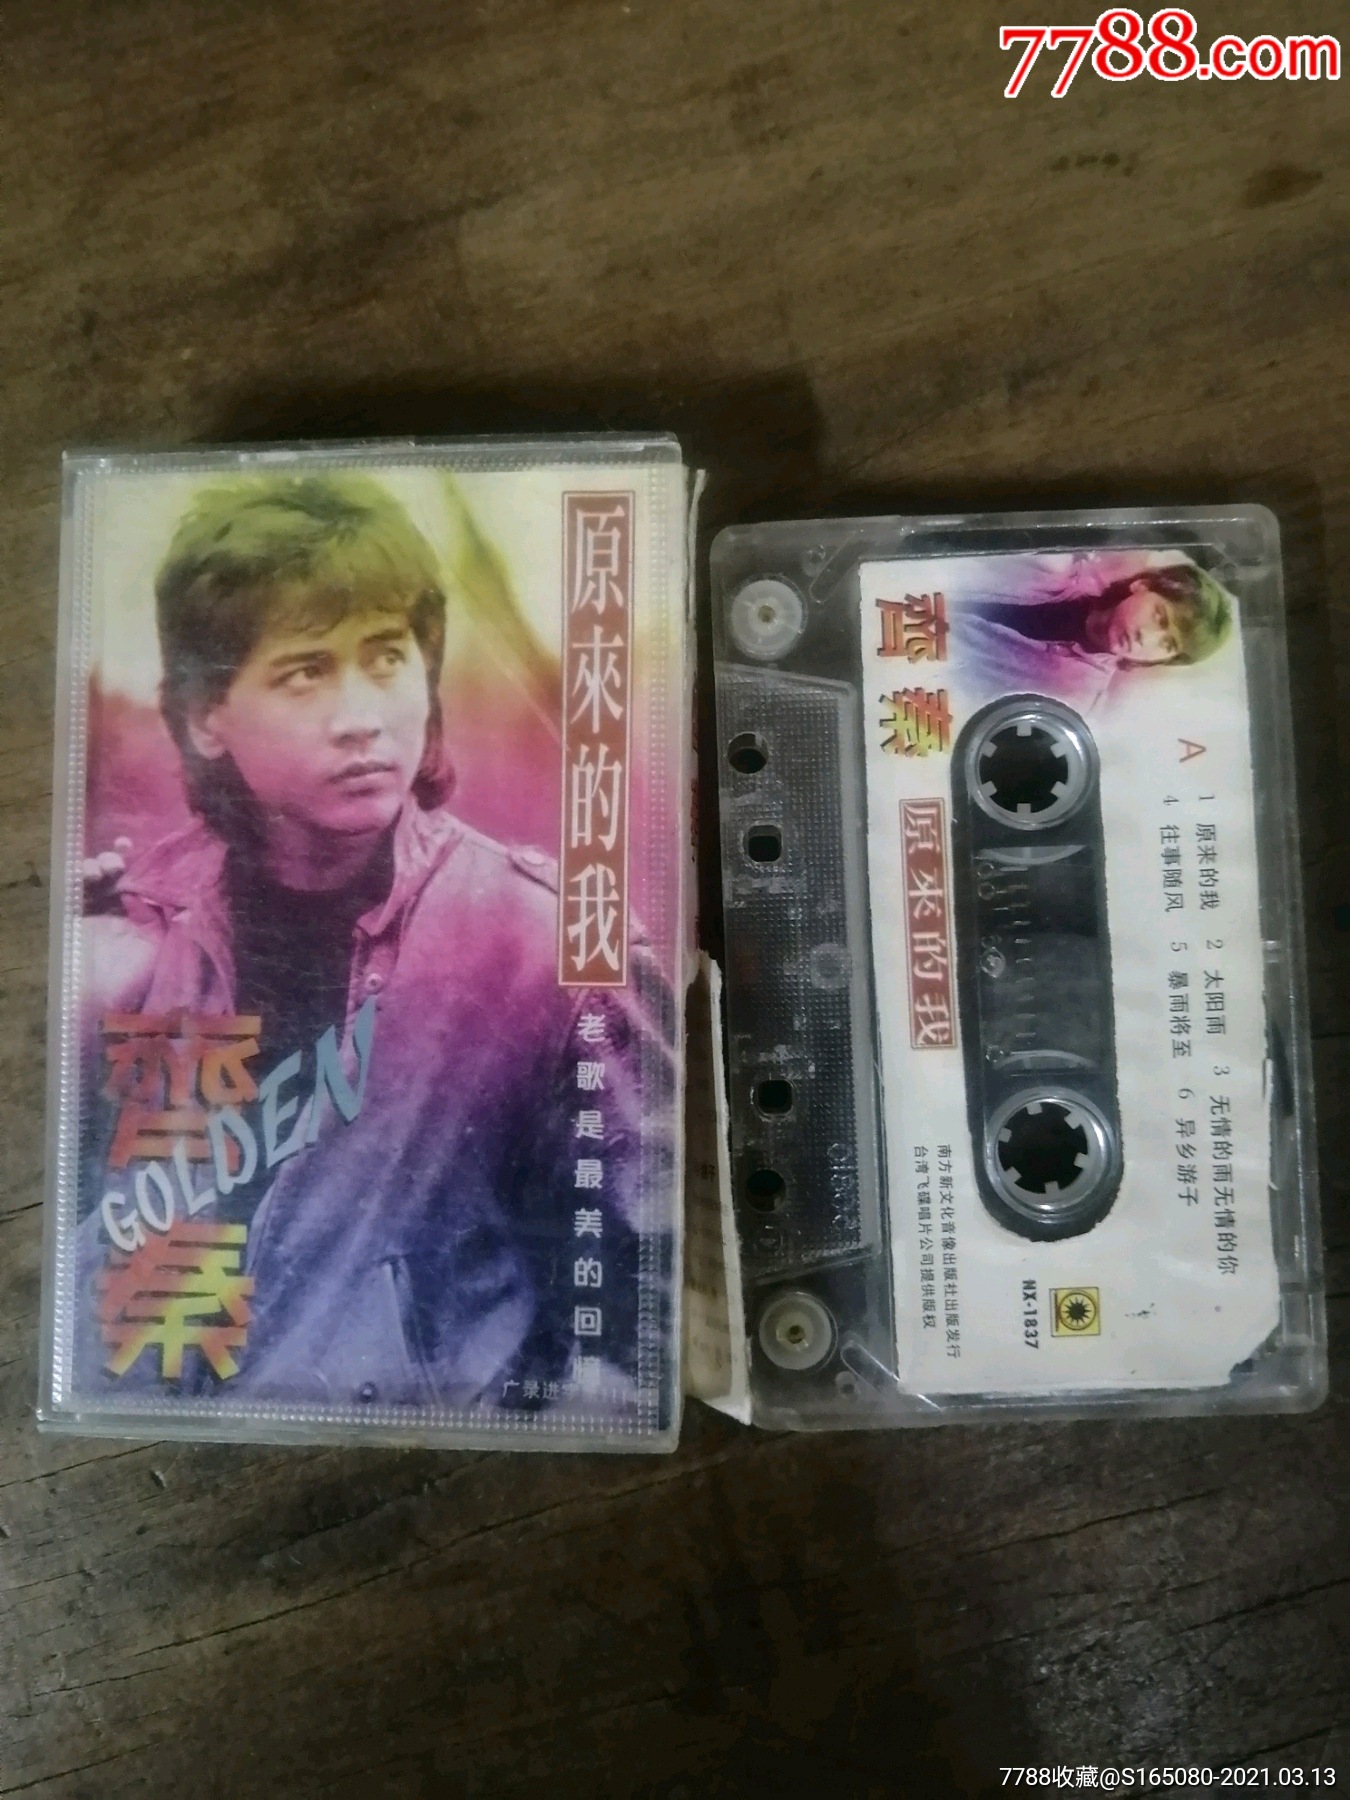 7788.com
原來的我
老歌是最美的回憶
齊秦
GOLDEN
广录进字
齊秦
原來的我
A
1 原来的我 2 太阳雨 3 无情的雨无情的你
4 往事随风 5 暴雨将至 6 异乡游子
南方新文化音像出版社出版发行
台湾飞碟唱片公司提供版权
NX-1837
7788收藏@S165080-2021.03.13